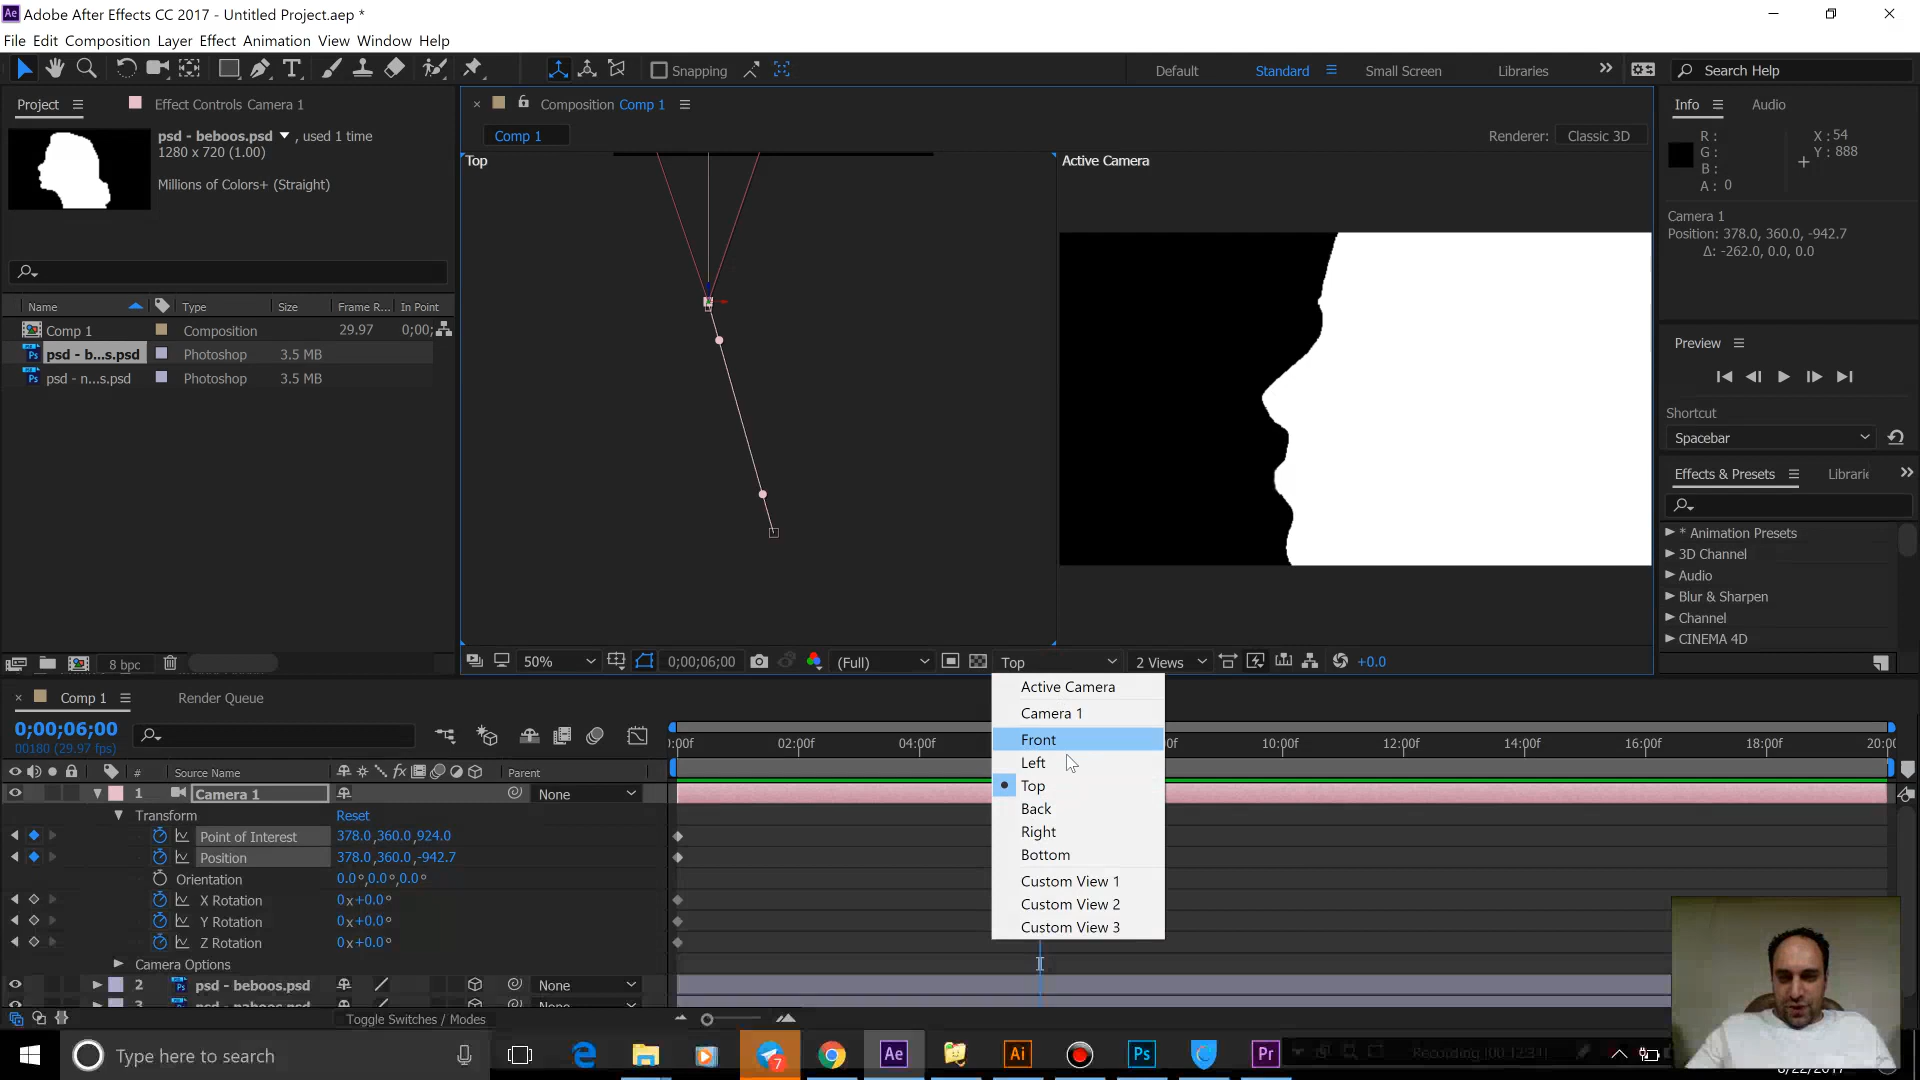 Ae Adobe After Effects CC 2017 - Untitled Project.aep *
File Edit Composition Layer Effect Animation View Window Help
Snapping
Default
Standard
Small Screen
Libraries
Search Help
Project
Effect Controls Camera 1
psd - beboos.psd , used 1 time
1280 x 720 (1.00)
Millions of Colors+ (Straight)
Name Type Size Frame R... In Point
Comp 1 Composition 29.97 0;00;
psd - b...s.psd Photoshop 3.5 MB
psd - n...s.psd Photoshop 3.5 MB
8 bpc
Composition Comp 1
Comp 1
Renderer: Classic 3D
Top
Active Camera
50%
0;00;06;00
(Full)
Top
2 Views
+0.0
Info
Audio
R :
G :
B :
A : 0
X : 54
Y : 888
Camera 1
Position: 378.0, 360.0, -942.7
Δ: -262.0, 0.0, 0.0
Preview
Shortcut
Spacebar
Effects & Presets
Librarie
* Animation Presets
3D Channel
Audio
Blur & Sharpen
Channel
CINEMA 4D
Comp 1
Render Queue
0;00;06;00
00180 (29.97 fps)
# Source Name
Parent
:00f 02:00f 04:00f 10:00f 12:00f 14:00f 16:00f 18:00f
1 Camera 1 None
Transform Reset
Point of Interest 378.0,360.0,924.0
Position 378.0,360.0,-942.7
Orientation 0.0°,0.0°,0.0°
X Rotation 0x+0.0°
Y Rotation 0x+0.0°
Z Rotation 0x+0.0°
Camera Options
2 psd - beboos.psd None
Toggle Switches / Modes
Active Camera
Camera 1
Front
Left
Top
Back
Right
Bottom
Custom View 1
Custom View 2
Custom View 3
Type here to search
7
Ae
Ai
Ps
Pr